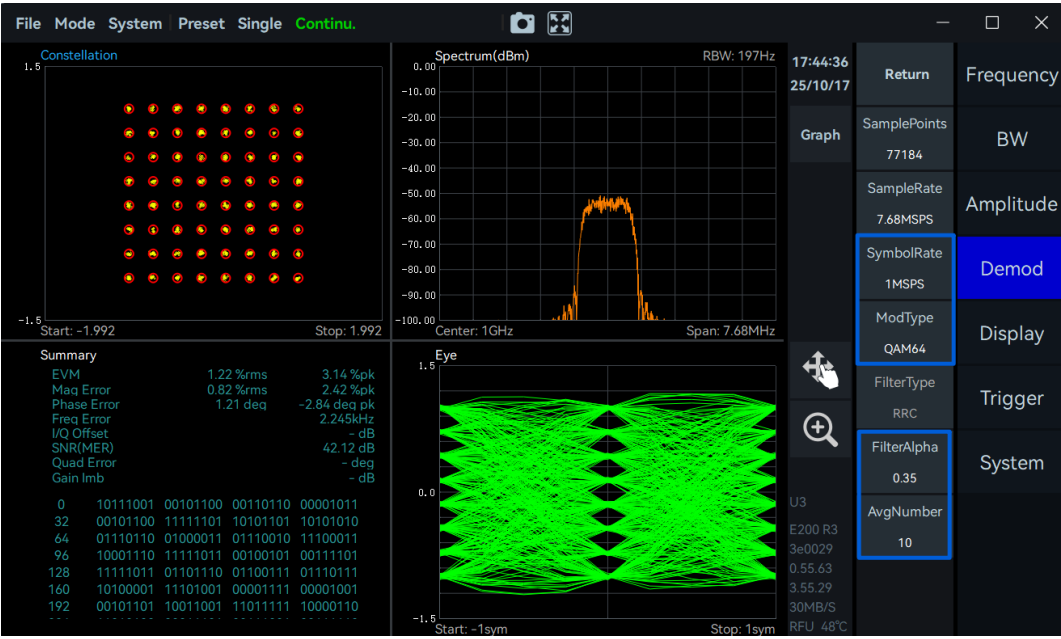 File Mode System Preset Single Continu.
Constellation
1.5
-1.5
Start: -1.992 Stop: 1.992
Spectrum(dBm) RBW: 197Hz
0.00
-10.00
-20.00
-30.00
-40.00
-50.00
-60.00
-70.00
-80.00
-90.00
-100.00
Center: 1GHz Span: 7.68MHz
Summary
EVM 1.22 %rms 3.14 %pk
Mag Error 0.82 %rms 2.42 %pk
Phase Error 1.21 deg -2.84 deg pk
Freq Error 2.245kHz
I/Q Offset - dB
SNR(MER) 42.12 dB
Quad Error - deg
Gain Imb - dB
0 10111001 00101100 00110110 00001011
32 00101100 11111101 10101101 10101010
64 01110110 01000011 01110010 11100011
96 10001110 11111011 00100101 00111101
128 11111011 01101110 01100111 01110111
160 10100001 11101001 00001111 00001001
192 00101101 10011001 11011111 10000110
Eye
1.5
0.0
-1.5
Start: -1sym Stop: 1sym
17:44:36
25/10/17
Graph
U3
E200 R3
3e0029
0.55.63
3.55.29
30MB/S
RFU 48℃
Return
SamplePoints
77184
SampleRate
7.68MSPS
SymbolRate
1MSPS
ModType
QAM64
FilterType
RRC
FilterAlpha
0.35
AvgNumber
10
Frequency
BW
Amplitude
Demod
Display
Trigger
System